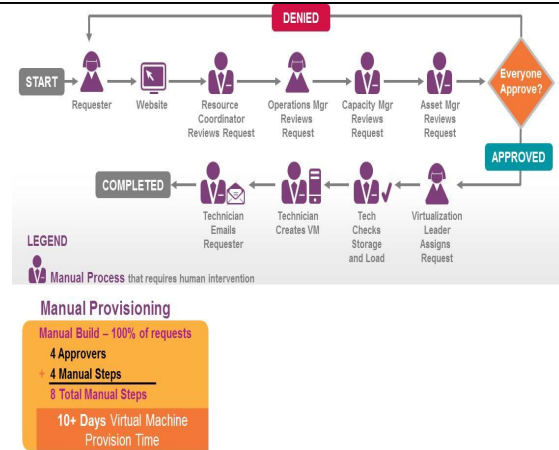 DENIED
START
Requester
Website
Resource
Coordinator
Reviews Request
Operations Mgr
Reviews
Request
Capacity Mgr
Reviews
Request
Asset Mgr
Reviews
Request
Everyone
Approve?
APPROVED
COMPLETED
Technician
Emails
Requester
Technician
Creates VM
Tech
Checks
Storage
and Load
Virtualization
Leader
Assigns
Request
LEGEND
Manual Process that requires human intervention
Manual Provisioning
Manual Build – 100% of requests
4 Approvers
+ 4 Manual Steps
8 Total Manual Steps
10+ Days Virtual Machine
Provision Time